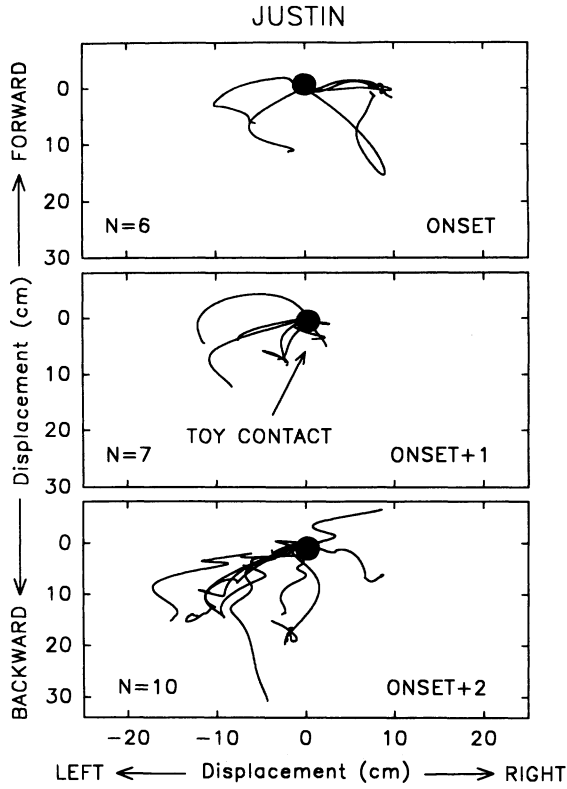 JUSTIN
0
10
20
30
N=6
ONSET
0
10
20
30
TOY CONTACT
N=7
ONSET+1
0
10
20
30
N=10
ONSET+2
−20
−10
0
10
20
LEFT
Displacement (cm)
RIGHT
BACKWARD
Displacement (cm)
FORWARD